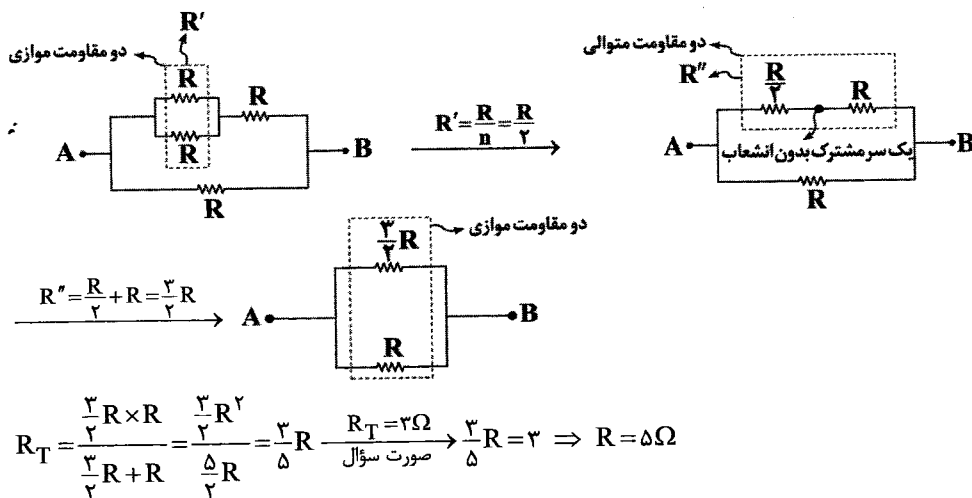 R'
دو مقاومت موازی
R
R
R
A
B
R
R' = R/n = R/۲
دو مقاومت متوالی
R"
R/۲
R
A
B
یک سر مشترک بدون انشعاب
R
R" = R/۲ + R = ۳/۲ R
دو مقاومت موازی
۳/۲ R
A
B
R
R_T = (۳/۲ R × R)/(۳/۲ R + R) = (۳/۲ R^۲)/(۵/۲ R) = ۳/۵ R R_T = ۳Ω صورت سؤال → ۳/۵ R = ۳ ⇒ R = ۵Ω